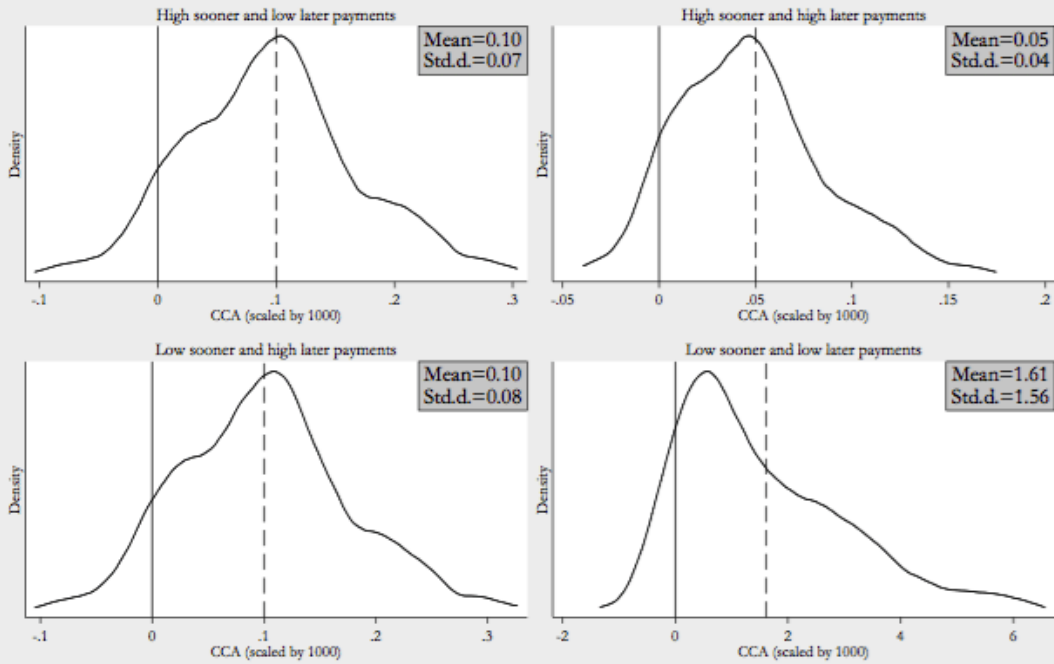 High sooner and low later payments
Mean=0.10
Std.d.=0.07
Density
-.1 0 .1 .2 .3
CCA (scaled by 1000)
High sooner and high later payments
Mean=0.05
Std.d.=0.04
Density
-.05 0 .05 .1 .15 .2
CCA (scaled by 1000)
Low sooner and high later payments
Mean=0.10
Std.d.=0.08
Density
-.1 0 .1 .2 .3
CCA (scaled by 1000)
Low sooner and low later payments
Mean=1.61
Std.d.=1.56
Density
-2 0 2 4 6
CCA (scaled by 1000)